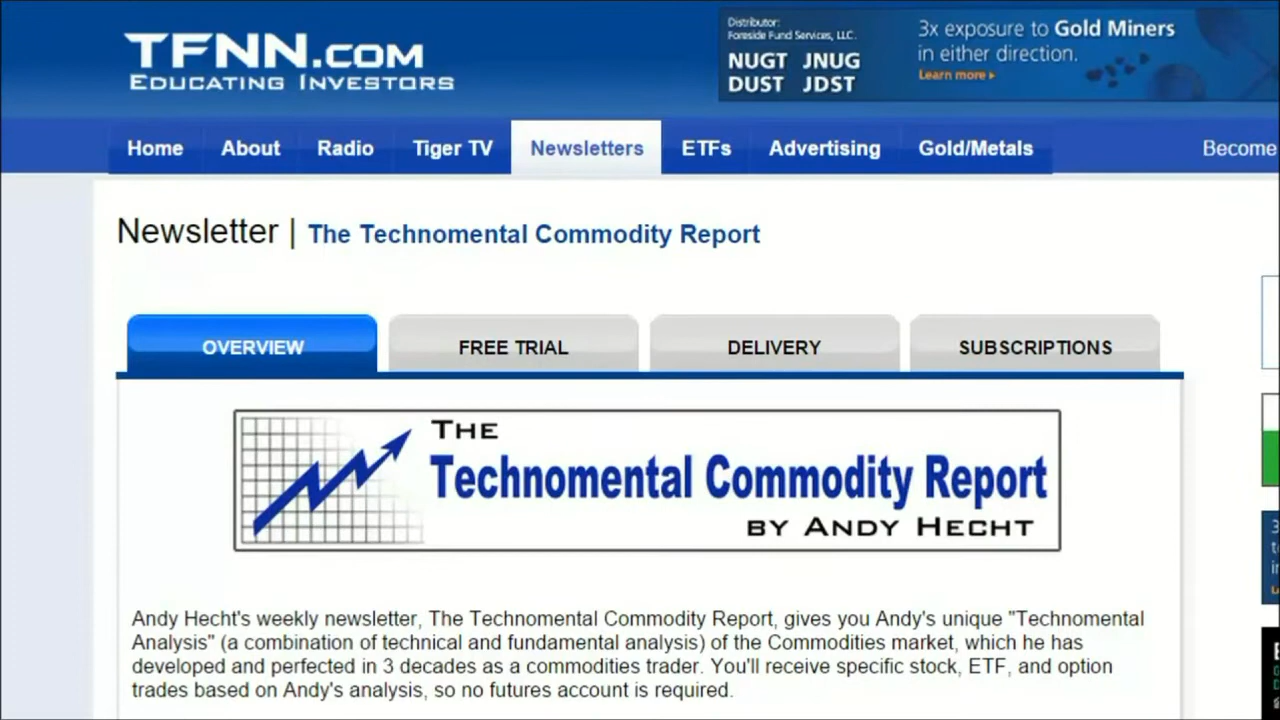 TFNN.COM
EDUCATING INVESTORS
Distributor:
Foreside Fund Services, LLC.
NUGT JNUG
DUST JDST
3x exposure to Gold Miners
in either direction.
Learn more
Home About Radio Tiger TV Newsletters ETFs Advertising Gold/Metals Become
Newsletter | The Technomental Commodity Report
OVERVIEW FREE TRIAL DELIVERY SUBSCRIPTIONS
THE
Technomental Commodity Report
BY ANDY HECHT
Andy Hecht's weekly newsletter, The Technomental Commodity Report, gives you Andy's unique "Technomental
Analysis" (a combination of technical and fundamental analysis) of the Commodities market, which he has
developed and perfected in 3 decades as a commodities trader. You'll receive specific stock, ETF, and option
trades based on Andy's analysis, so no futures account is required.